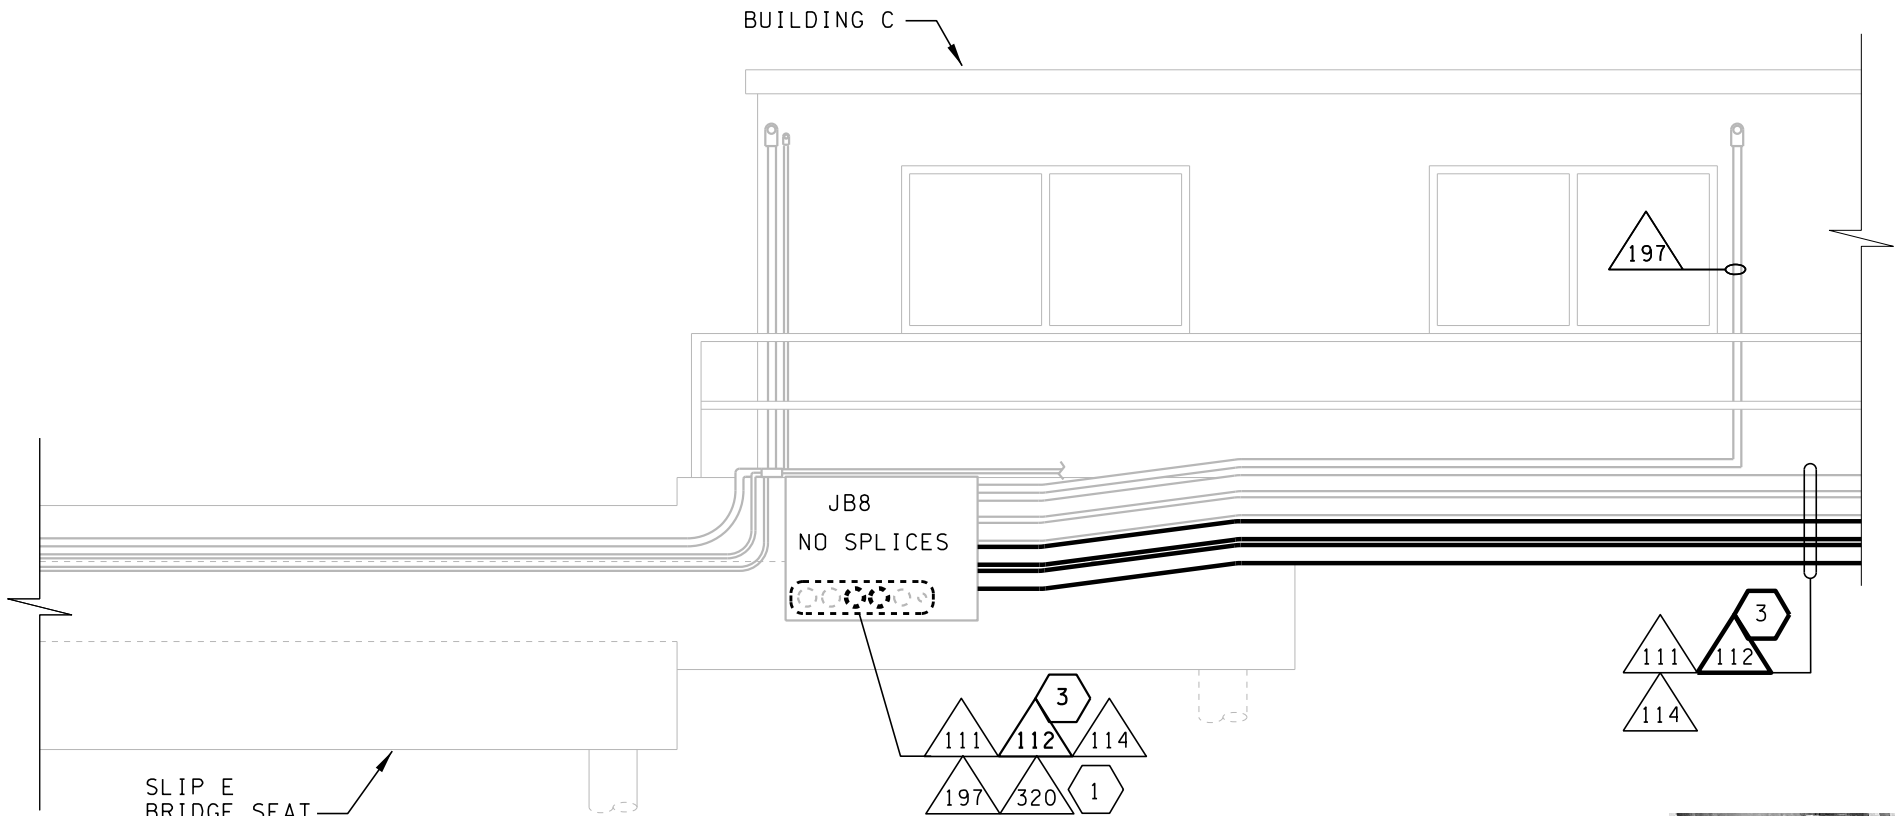 BUILDING C
197
JB8
NO SPLICES
3
111 112
114
3
111 112 114
197 320 1
SLIP E
BRIDGE SEAT